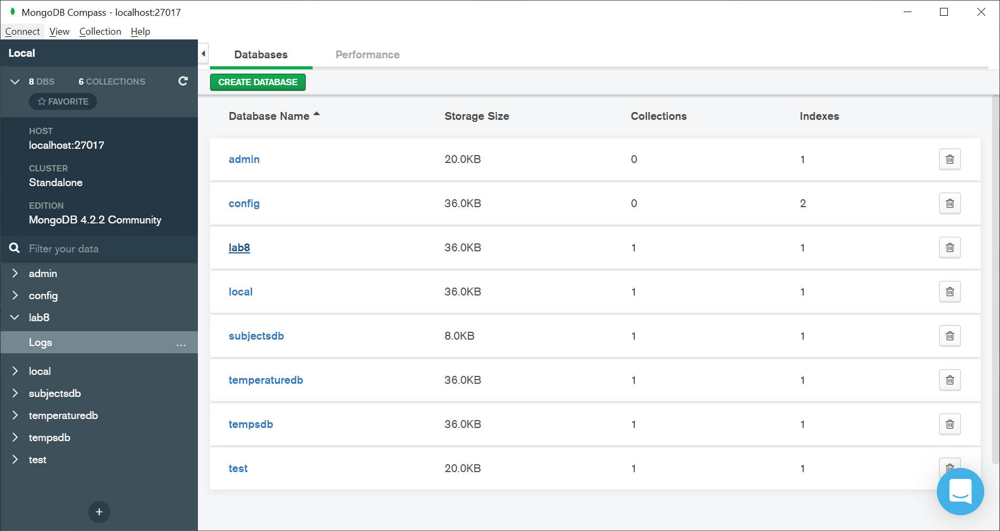 MongoDB Compass - localhost:27017
Connect View Collection Help
Local
8 DBS 6 COLLECTIONS
FAVORITE
HOST
localhost:27017
CLUSTER
Standalone
EDITION
MongoDB 4.2.2 Community
Filter your data
admin
config
lab8
Logs ...
local
subjectsdb
temperaturedb
tempsdb
test
+
Databases Performance
CREATE DATABASE
Database Name Storage Size Collections Indexes
admin 20.0KB 0 1
config 36.0KB 0 2
lab8 36.0KB 1 1
local 36.0KB 1 1
subjectsdb 8.0KB 1 1
temperaturedb 36.0KB 1 1
tempsdb 36.0KB 1 1
test 20.0KB 1 1